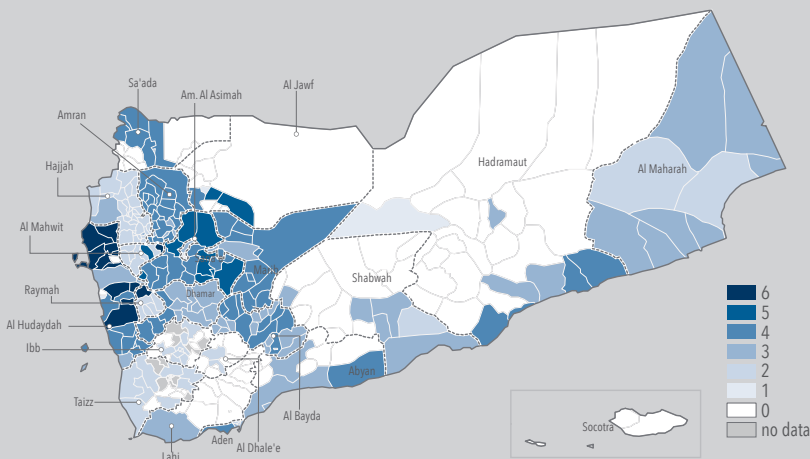 Sa'ada
Am. Al Asimah
Al Jawf
Amran
Hajjah
Hadramaut
Al Maharah
Al Mahwit
Marib
Shabwah
Raymah
Dhamar
Al Hudaydah
Ibb
Abyan
Taizz
Al Bayda
Aden
Al Dhale'e
Lahj
Socotra
6
5
4
3
2
1
0
no data